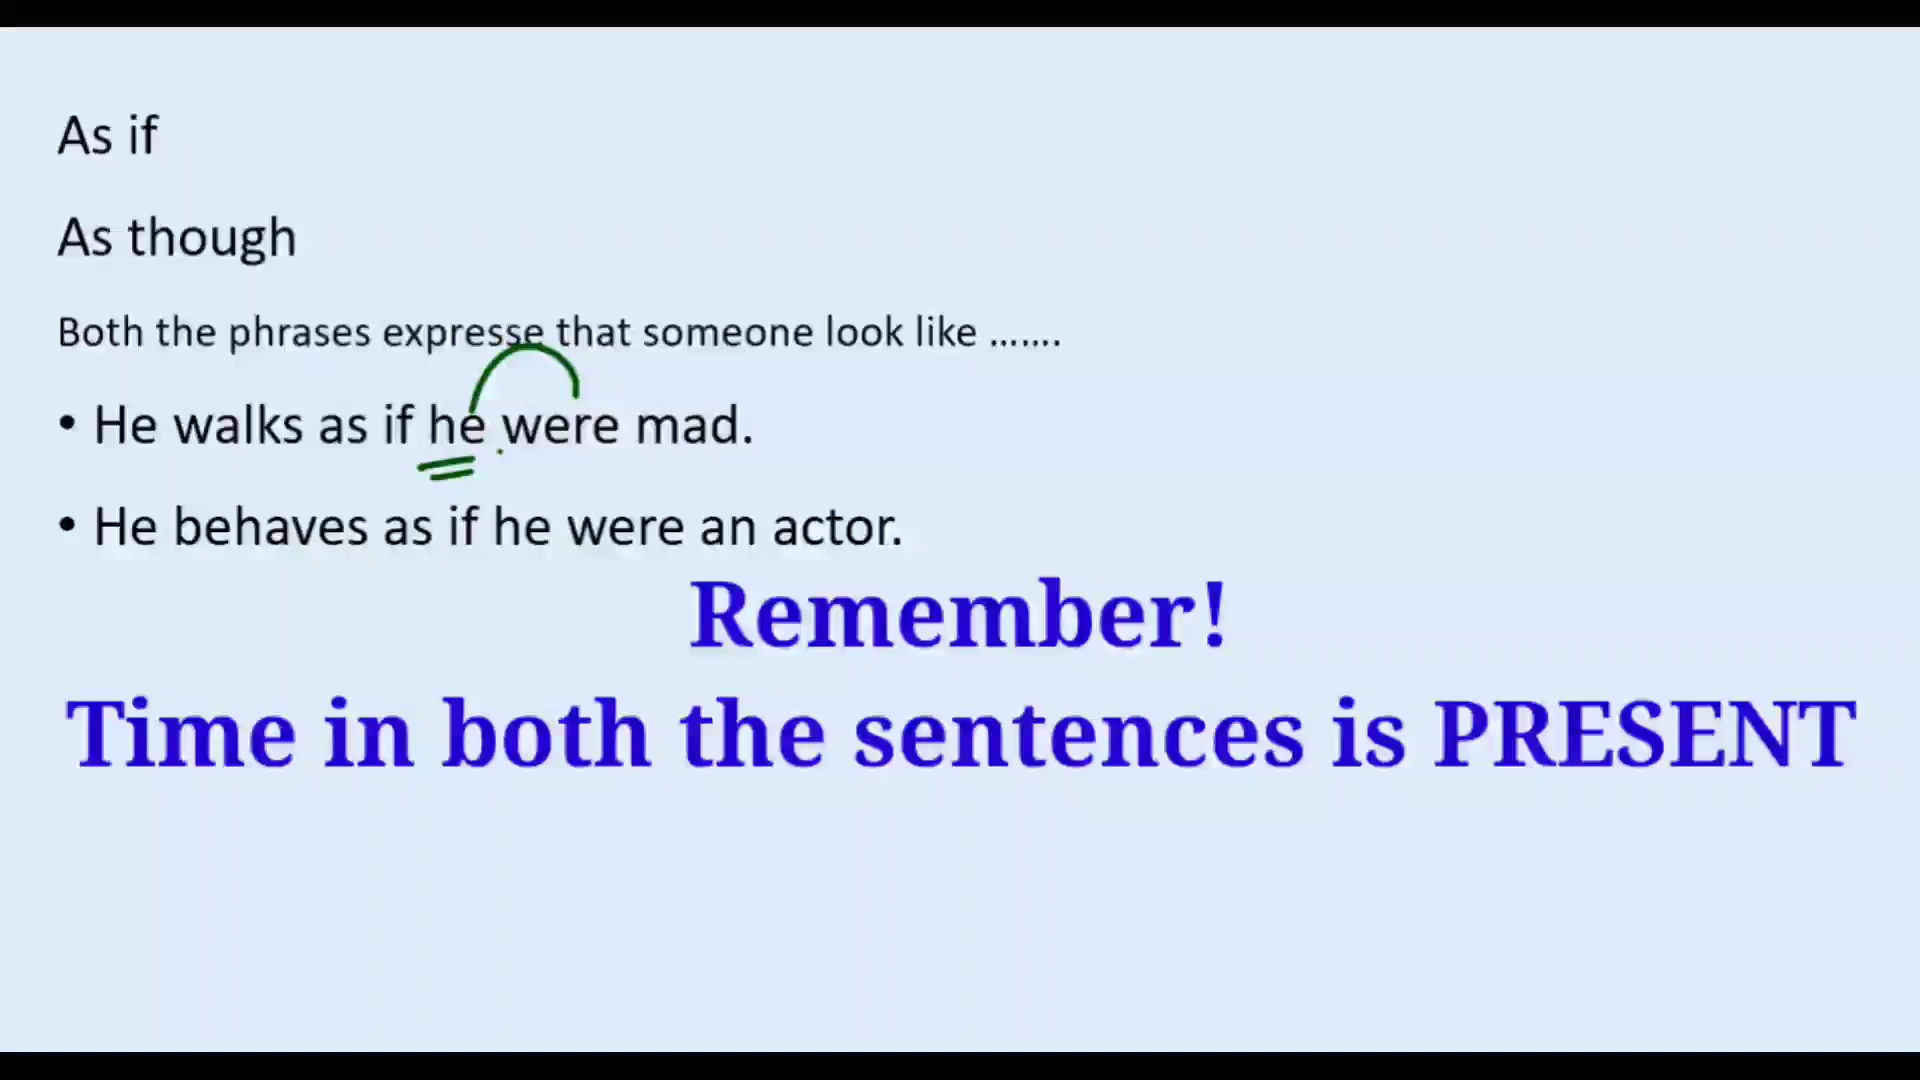 As if
As though
Both the phrases expresse that someone look like .......
• He walks as if he were mad.
• He behaves as if he were an actor.
Remember!
Time in both the sentences is PRESENT